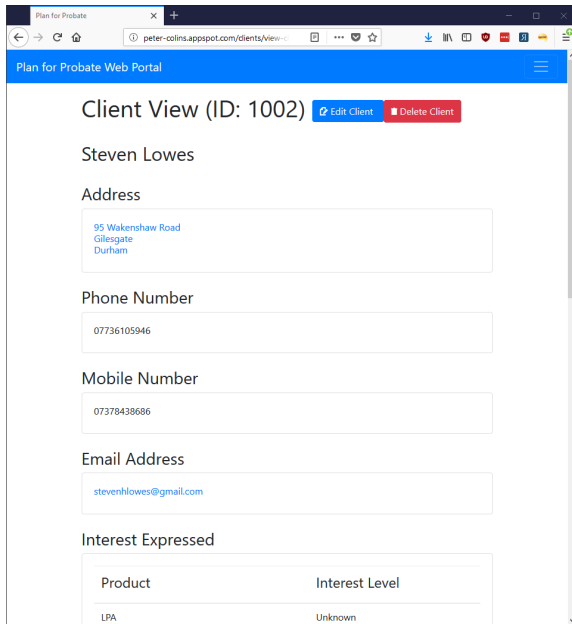 Plan for Probate
peter-colins.appspot.com/clients/view-c
Plan for Probate Web Portal
Client View (ID: 1002)
Edit Client
Delete Client
Steven Lowes
Address
95 Wakenshaw Road
Gilesgate
Durham
Phone Number
07736105946
Mobile Number
07378438686
Email Address
stevenhlowes@gmail.com
Interest Expressed
Product Interest Level
LPA Unknown